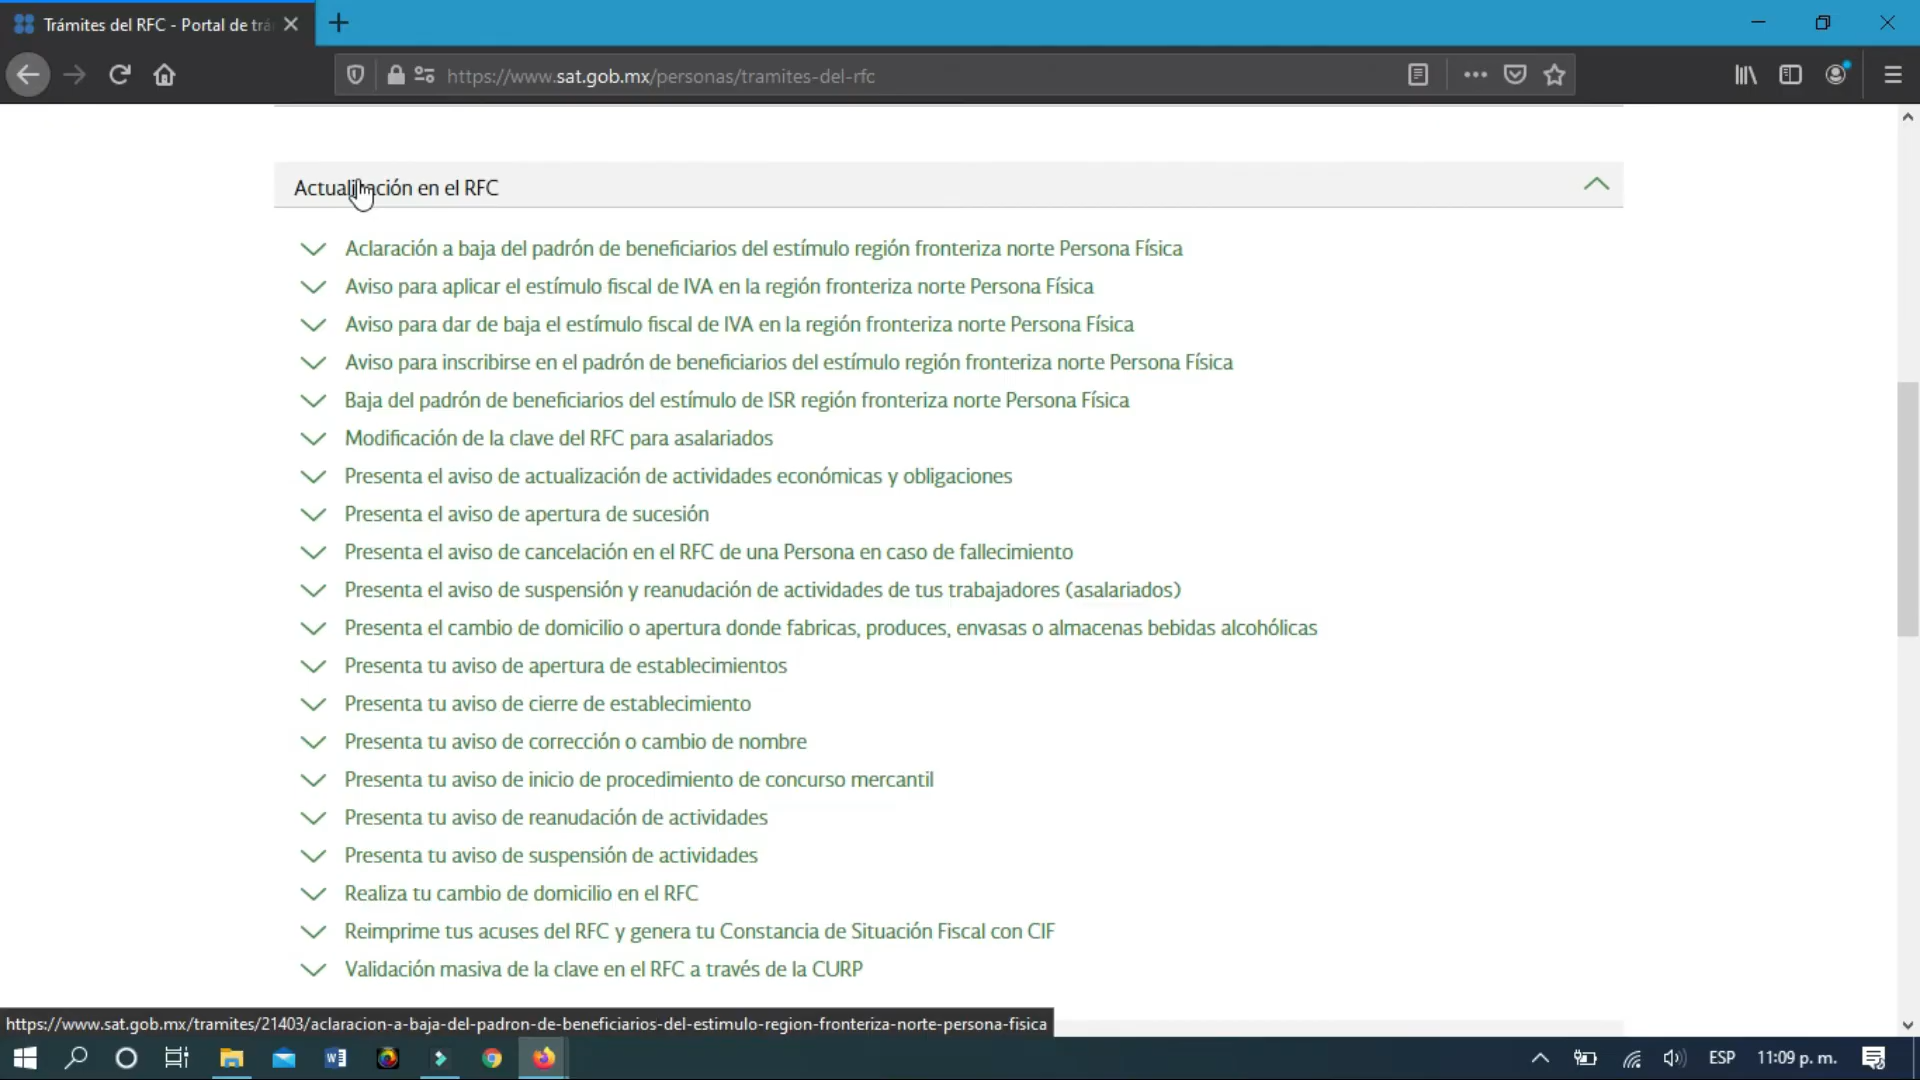 Trámites del RFC - Portal de trá
https://www.sat.gob.mx/personas/tramites-del-rfc
Actualización en el RFC
Aclaración a baja del padrón de beneficiarios del estímulo región fronteriza norte Persona Física
Aviso para aplicar el estímulo fiscal de IVA en la región fronteriza norte Persona Física
Aviso para dar de baja el estímulo fiscal de IVA en la región fronteriza norte Persona Física
Aviso para inscribirse en el padrón de beneficiarios del estímulo región fronteriza norte Persona Física
Baja del padrón de beneficiarios del estímulo de ISR región fronteriza norte Persona Física
Modificación de la clave del RFC para asalariados
Presenta el aviso de actualización de actividades económicas y obligaciones
Presenta el aviso de apertura de sucesión
Presenta el aviso de cancelación en el RFC de una Persona en caso de fallecimiento
Presenta el aviso de suspensión y reanudación de actividades de tus trabajadores (asalariados)
Presenta el cambio de domicilio o apertura donde fabricas, produces, envasas o almacenas bebidas alcohólicas
Presenta tu aviso de apertura de establecimientos
Presenta tu aviso de cierre de establecimiento
Presenta tu aviso de corrección o cambio de nombre
Presenta tu aviso de inicio de procedimiento de concurso mercantil
Presenta tu aviso de reanudación de actividades
Presenta tu aviso de suspensión de actividades
Realiza tu cambio de domicilio en el RFC
Reimprime tus acuses del RFC y genera tu Constancia de Situación Fiscal con CIF
Validación masiva de la clave en el RFC a través de la CURP
https://www.sat.gob.mx/tramites/21403/aclaracion-a-baja-del-padron-de-beneficiarios-del-estimulo-region-fronteriza-norte-persona-fisica
ESP
11:09 p. m.